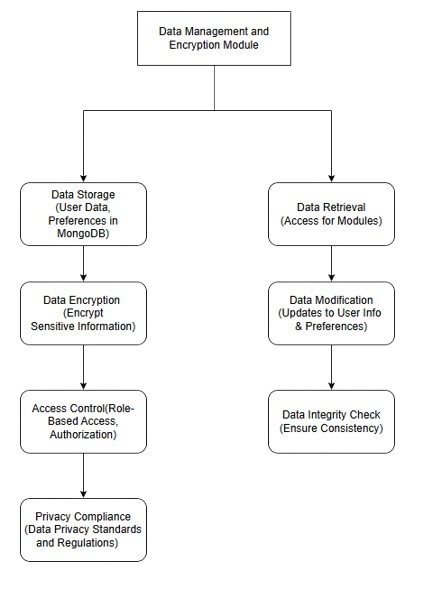 Data Management and
Encryption Module
Data Storage
(User Data,
Preferences in
MongoDB)
Data Retrieval
(Access for Modules)
Data Encryption
(Encrypt
Sensitive Information)
Data Modification
(Updates to User Info
& Preferences)
Access Control(Role-
Based Access,
Authorization)
Data Integrity Check
(Ensure Consistency)
Privacy Compliance
(Data Privacy Standards
and Regulations)